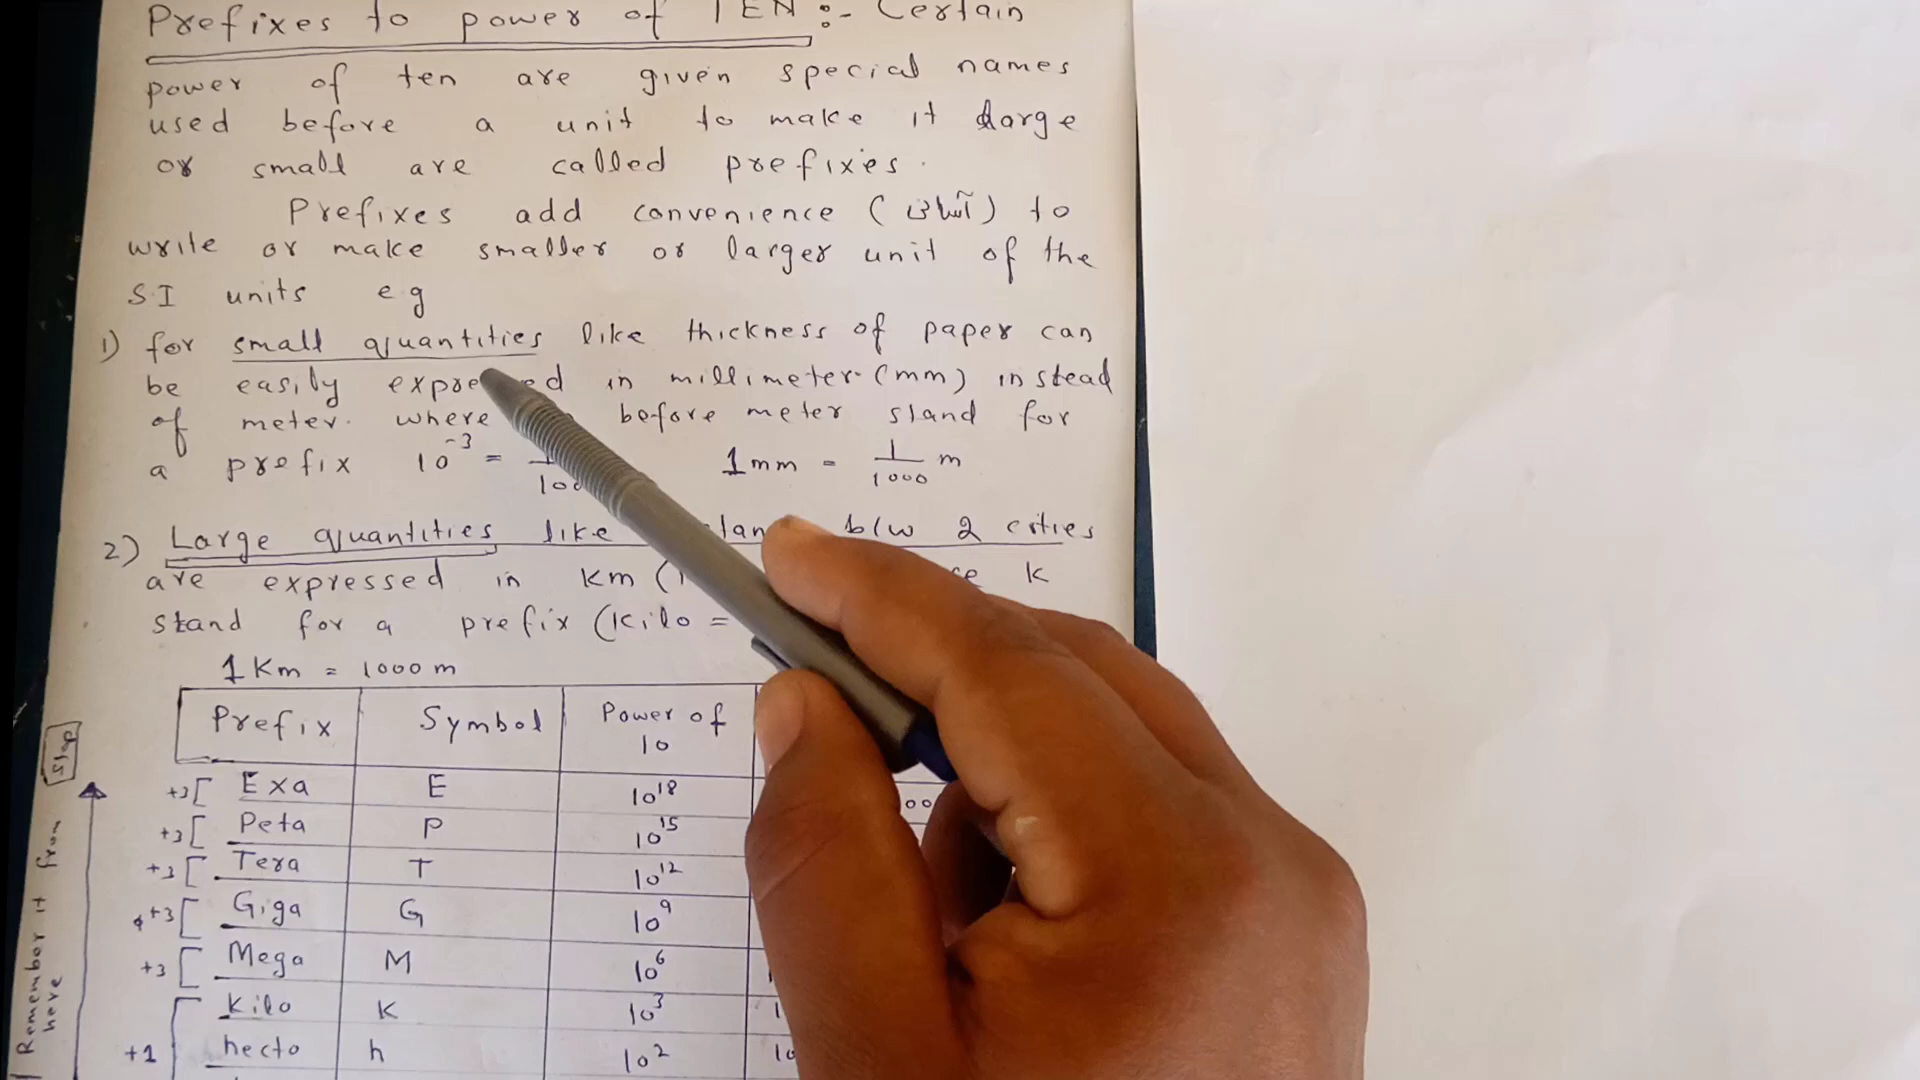 Prefixes to power of TEN :- Certain
power of ten are given special names
used before a unit to make it large
or small are called prefixes.
Prefixes add convenience (آسانی) to
write or make smaller or larger unit of the
SI units eg
1) for small quantities like thickness of paper can
be easily expre ed in millimeter (mm) instead
of meter. where before meter stand for
a prefix 10⁻³ = 1mm = 1/1000 m
2) Large quantities like b/w 2 cities
are expressed in Km ( K
stand for a prefix (Kilo =
1 Km = 1000 m
Prefix Symbol Power of 10
+3 Exa E 10¹⁸
+3 Peta P 10¹⁵
+3 Tera T 10¹²
+3 Giga G 10⁹
+3 Mega M 10⁶
Kilo K 10³
+1 hecto h 10² 10
Remember it from here